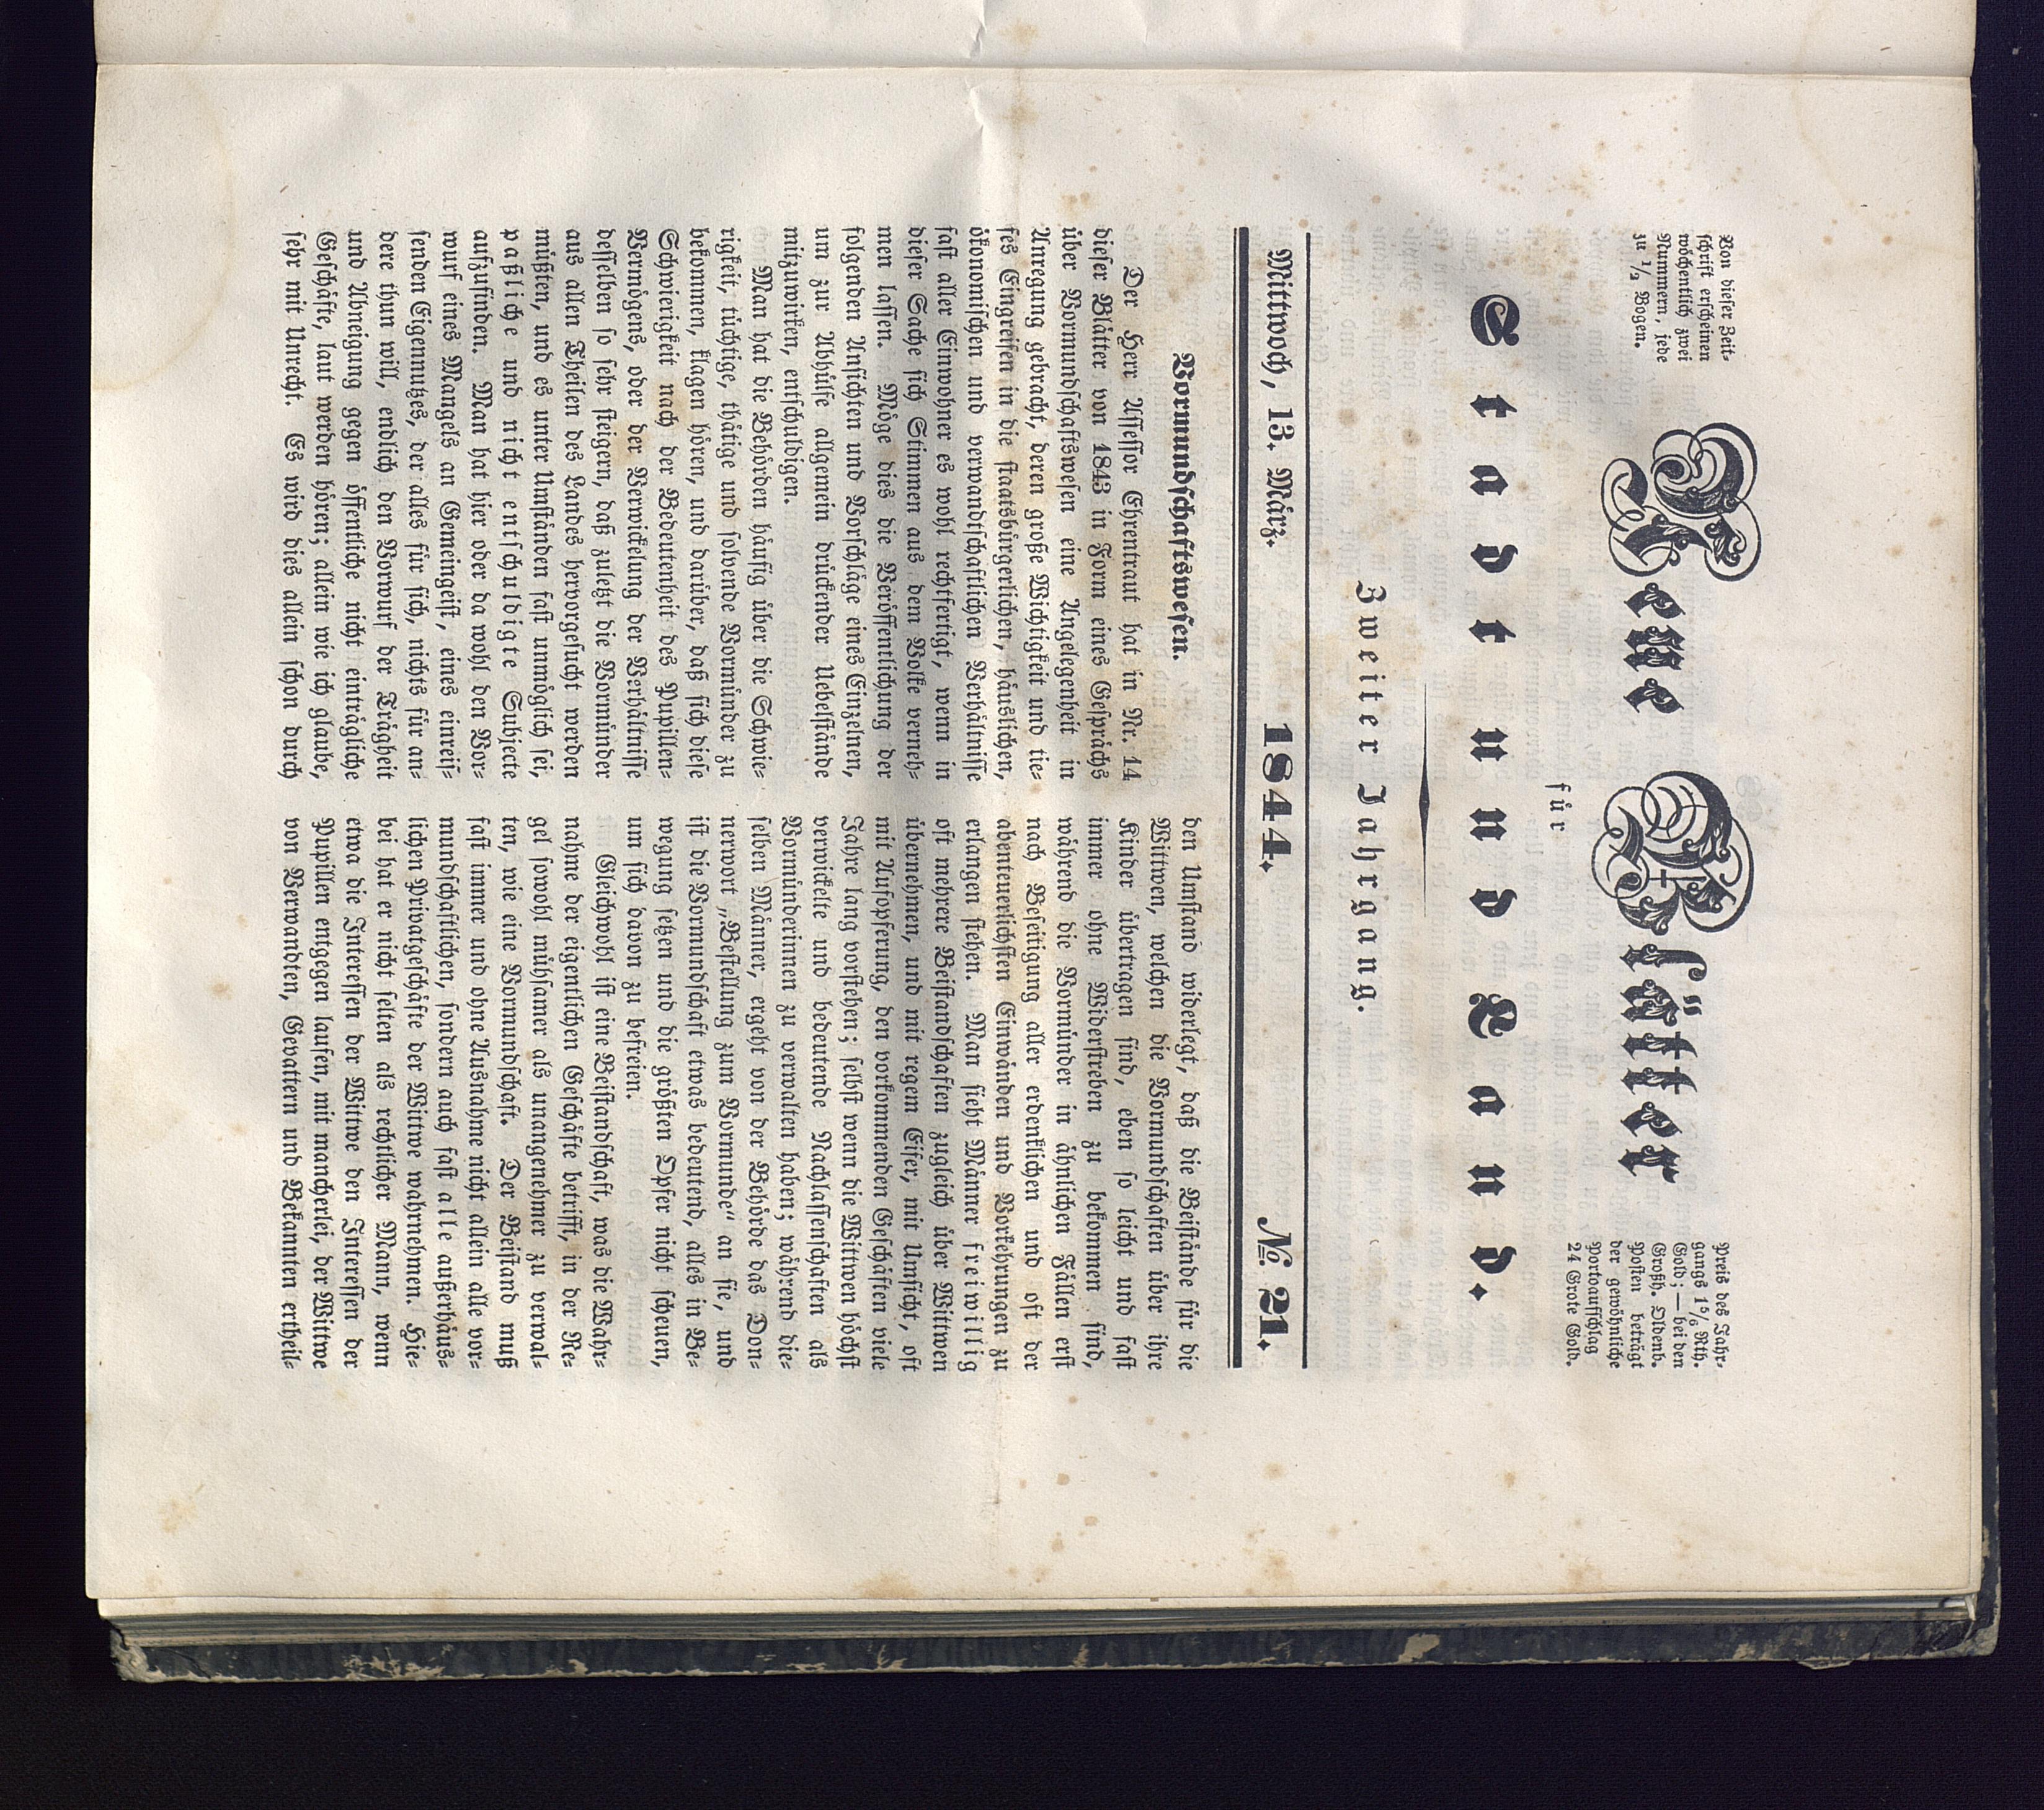 Von dieser Zeit-
schrift erscheinen
wöchentlich zwei
Nummern, jede
zu 1/2 Bogen.
Neue Blätter
für
Stadt und Land.
Preis des Jahr-
gangs 1 5/6 Rth.
Gold; — bei den
Großh. Oldenb.
Posten beträgt
der gewöhnliche
Portoaufschlag
24 Grote Gold.
Zweiter Jahrgang.
Mittwoch, 13. März. 1844. № 21.
Vormundschaftswesen.
Der Herr Assessor Ehrentraut hat in Nr. 14
dieser Blätter von 1843 in Form eines Gesprächs
über Vormundschaftswesen eine Angelegenheit in
Anregung gebracht, deren große Wichtigkeit und tie-
fes Eingreifen in die staatsbürgerlichen, häuslichen,
ökonomischen und verwandtschaftlichen Verhältnisse
fast aller Einwohner es wohl rechtfertigt, wenn in
dieser Sache sich Stimmen aus dem Volke verneh-
men lassen. Möge dies die Veröffentlichung der
folgenden Ansichten und Vorschläge eines Einzelnen,
um zur Abhülfe allgemein drückender Uebelstände
mitzuwirken, entschuldigen.
Man hat die Behörden häufig über die Schwie-
rigkeit, tüchtige, thätige und solvende Vormünder zu
bekommen, klagen hören, und darüber, daß sich diese
Schwierigkeit nach der Bedeutenheit des Pupillen-
Vermögens, oder der Verwickelung der Verhältnisse
desselben so sehr steigern, daß zuletzt die Vormünder
aus allen Theilen des Landes hervorgesucht werden
müßten, und es unter Umständen fast unmöglich sei,
paßliche und nicht entschuldigte Subjecte
aufzufinden. Man hat hier oder da wohl den Vor-
wurf eines Mangels an Gemeingeist, eines einreis-
senden Eigennutzes, der alles für sich, nichts für an-
dere thun will, endlich den Vorwurf der Trägheit
und Abneigung gegen öffentliche nicht einträgliche
Geschäfte, laut werden hören; allein wie ich glaube,
sehr mit Unrecht. Es wird dies allein schon durch
den Umstand widerlegt, daß die Beistände für die
Wittwen, welchen die Vormundschaften über ihre
Kinder übertragen sind, eben so leicht und fast
immer ohne Widerstreben zu bekommen sind,
während die Vormünder in ähnlichen Fällen erst
nach Beseitigung aller erdenklichen und oft der
abenteuerlichsten Einwänden und Vorkehrungen zu
erlangen stehen. Man sieht Männer freiwillig
oft mehrere Beistandschaften zugleich über Wittwen
übernehmen, und mit regem Eifer, mit Umsicht, oft
mit Aufopferung, den vorkommenden Geschäften viele
Jahre lang vorstehen; selbst wenn die Wittwen höchst
verwickelte und bedeutende Nachlassenschaften als
Vormünderinnen zu verwalten haben; während die-
selben Männer, ergeht von der Behörde das Don-
nerwort „Bestellung zum Vormunde“ an sie, und
ist die Vormundschaft etwas bedeutend, alles in Be-
wegung setzen und die größten Opfer nicht scheuen,
um sich davon zu befreien.
Gleichwohl ist eine Beistandschaft, was die Wahr-
nahme der eigentlichen Geschäfte betrifft, in der Re-
gel sowohl mühsamer als unangenehmer zu verwal-
ten, wie eine Vormundschaft. Der Beistand muß
fast immer und ohne Ausnahme nicht allein alle vor-
mundschaftlichen, sondern auch fast alle außerhäus-
lichen Privatgeschäfte der Wittwe wahrnehmen. Hie-
bei hat er nicht selten als rechtlicher Mann, wenn
etwa die Interessen der Wittwe den Interessen der
Pupillen entgegen laufen, mit mancherlei, der Wittwe
von Verwandten, Gevattern und Bekannten ertheil-